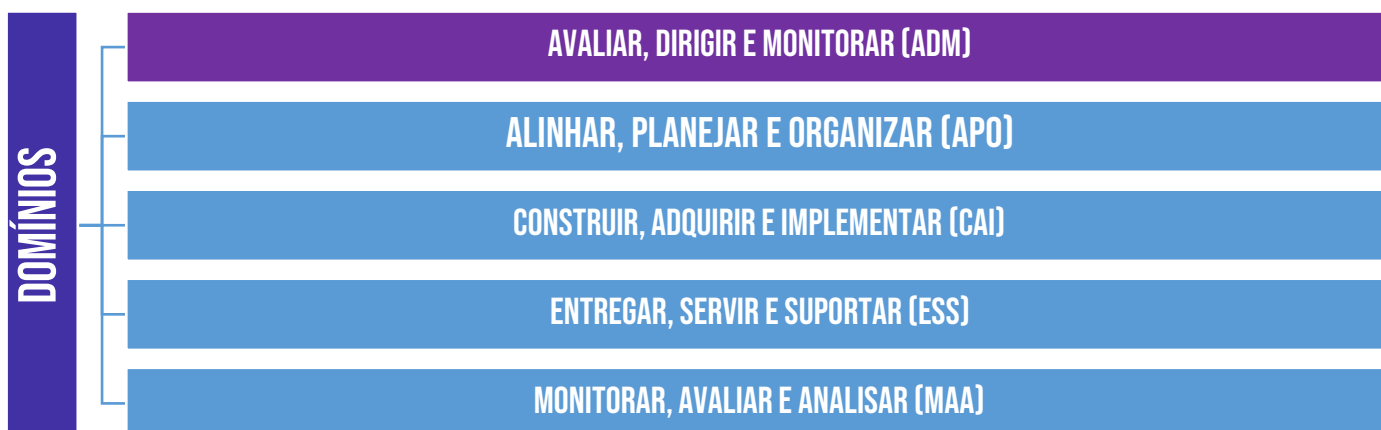 DOMÍNIOS
AVALIAR, DIRIGIR E MONITORAR (ADM)
ALINHAR, PLANEJAR E ORGANIZAR (APO)
CONSTRUIR, ADQUIRIR E IMPLEMENTAR (CAI)
ENTREGAR, SERVIR E SUPORTAR (ESS)
MONITORAR, AVALIAR E ANALISAR (MAA)